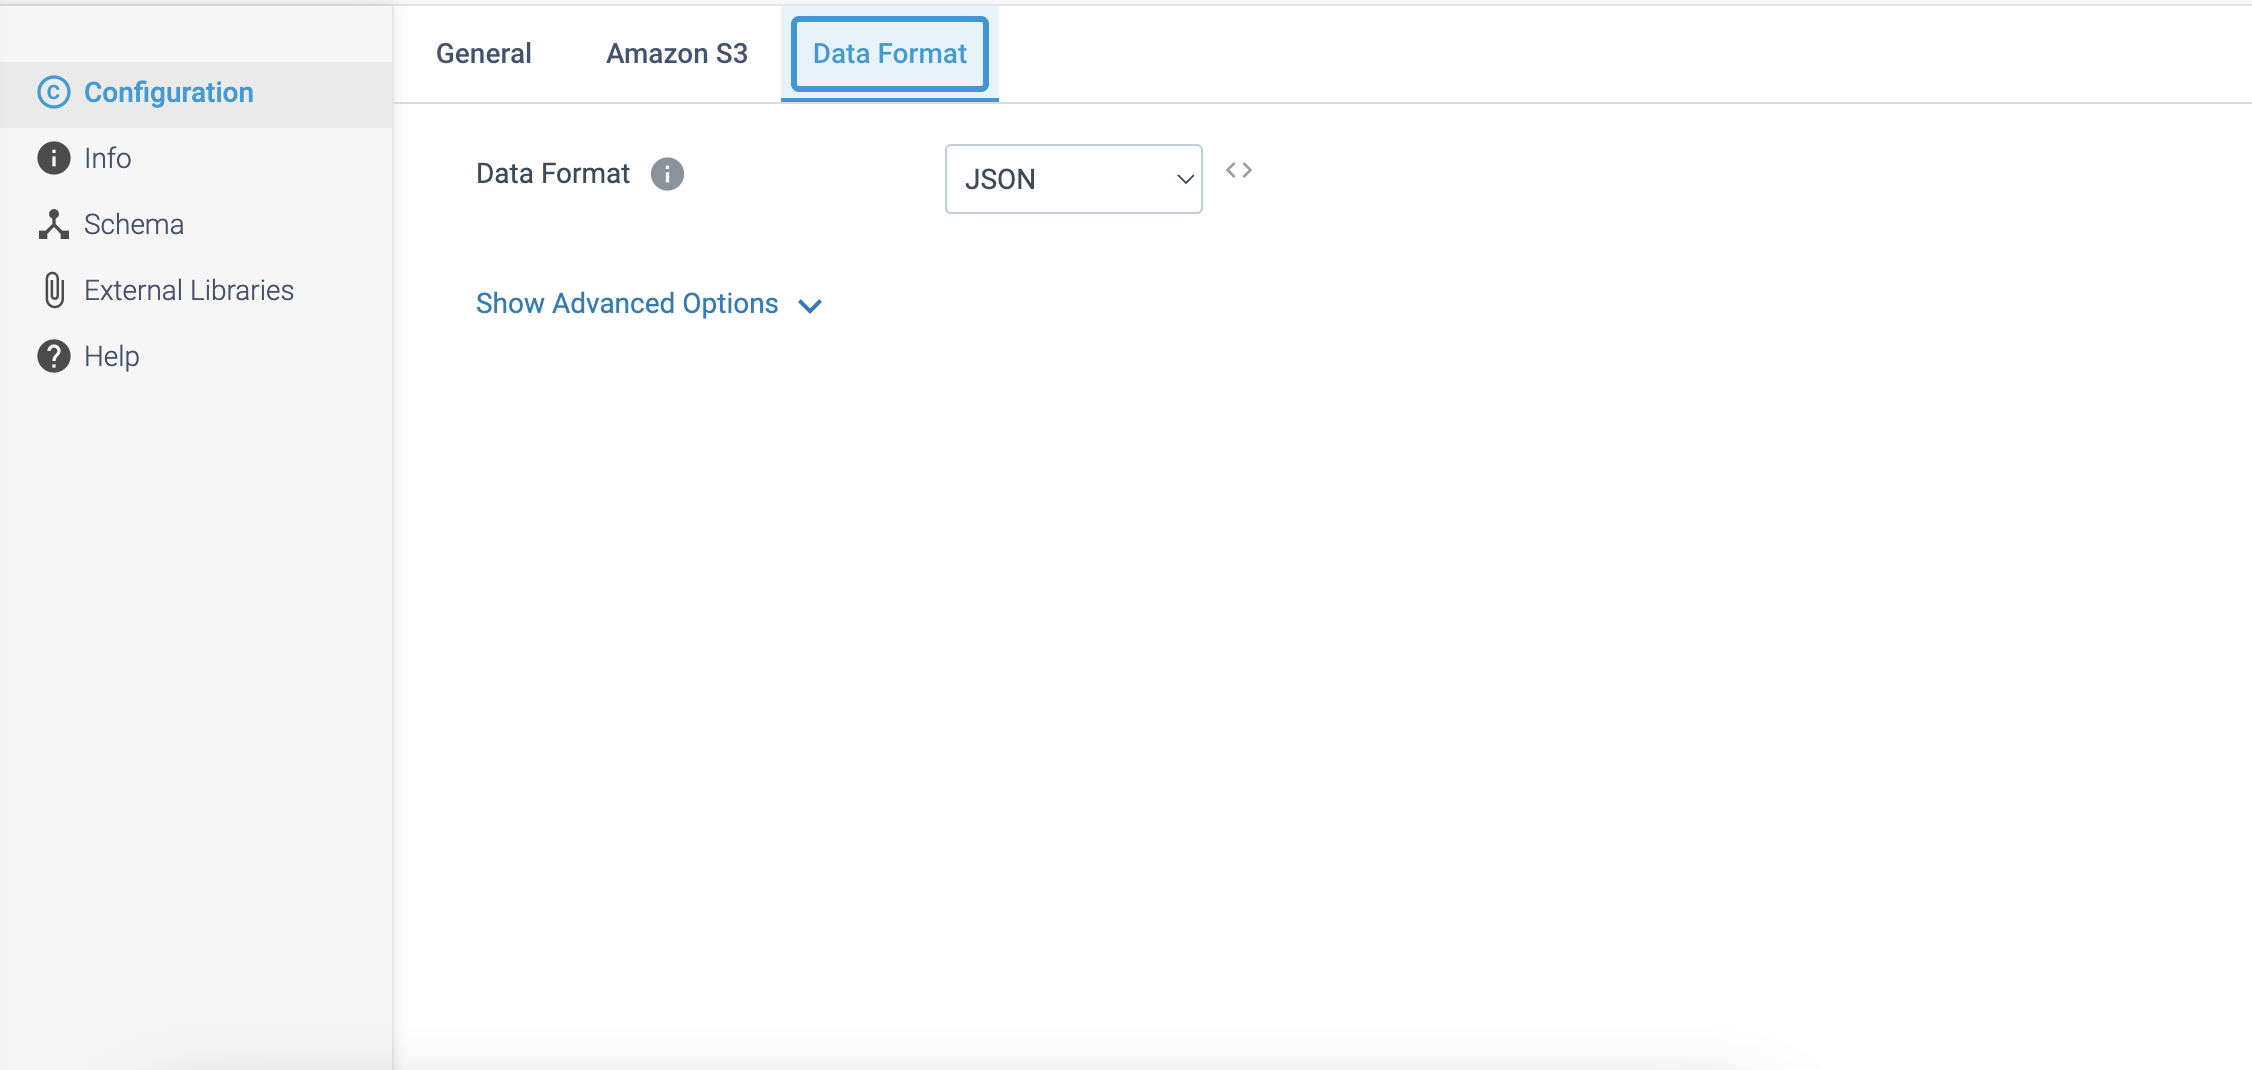 General
Amazon S3
Data Format
Configuration
Info
Schema
External Libraries
Help
Data Format
JSON
Show Advanced Options